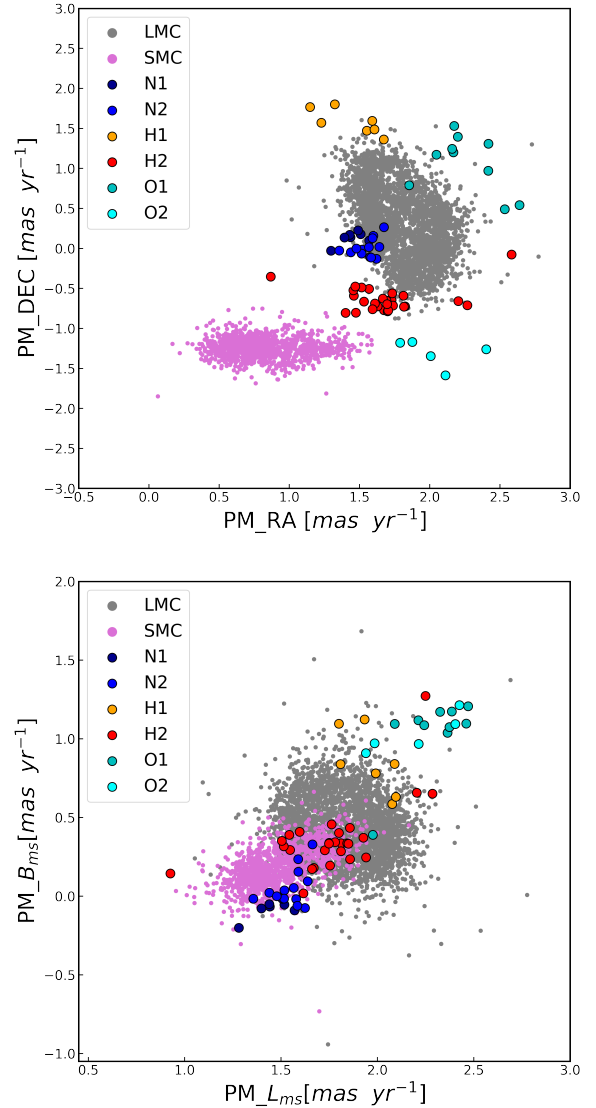 3.0
2.5
2.0
1.5
1.0
0.5
0.0
−0.5
−1.0
−1.5
−2.0
−2.5
−3.0
PM_DEC [mas yr⁻¹]
LMC
SMC
N1
N2
H1
H2
O1
O2
−0.5 0.0 0.5 1.0 1.5 2.0 2.5 3.0
PM_RA [mas yr⁻¹]
2.0
1.5
1.0
0.5
0.0
−0.5
−1.0
PM_B_ms[mas yr⁻¹]
LMC
SMC
N1
N2
H1
H2
O1
O2
0.5 1.0 1.5 2.0 2.5 3.0
PM_L_ms[mas yr⁻¹]